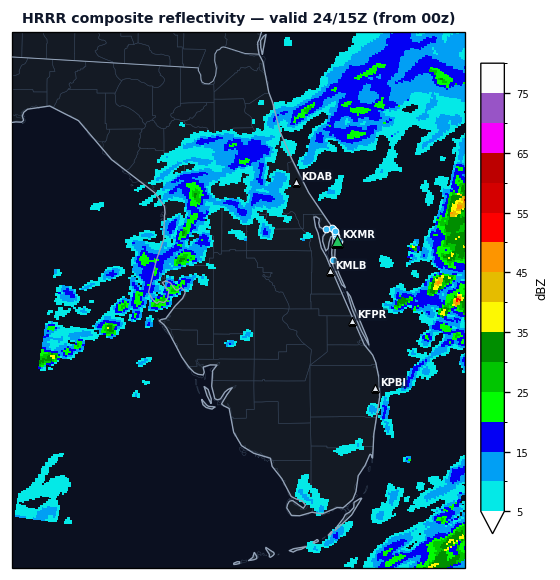 HRRR composite reflectivity — valid 24/15Z (from 00z)
KDAB
KXMR
KMLB
KFPR
KPBI
75
65
55
45
35
25
15
5
dBZ